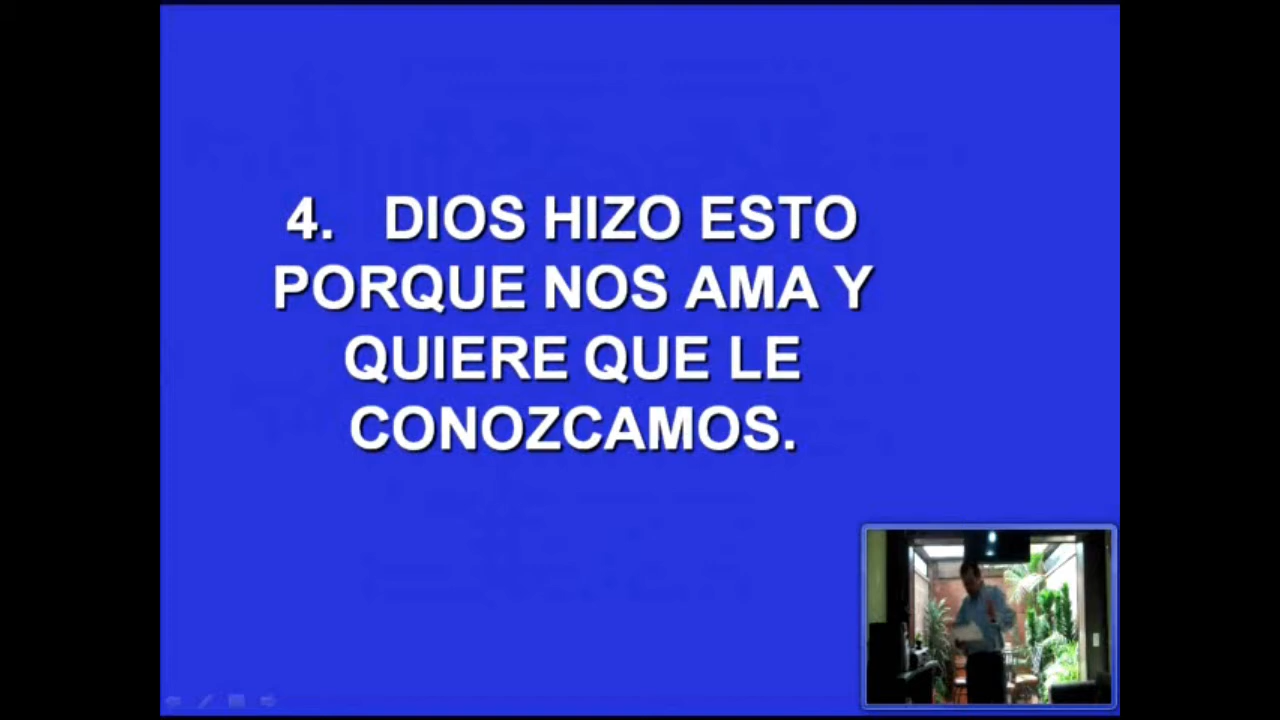 4. DIOS HIZO ESTO
PORQUE NOS AMA Y
QUIERE QUE LE
CONOZCAMOS.